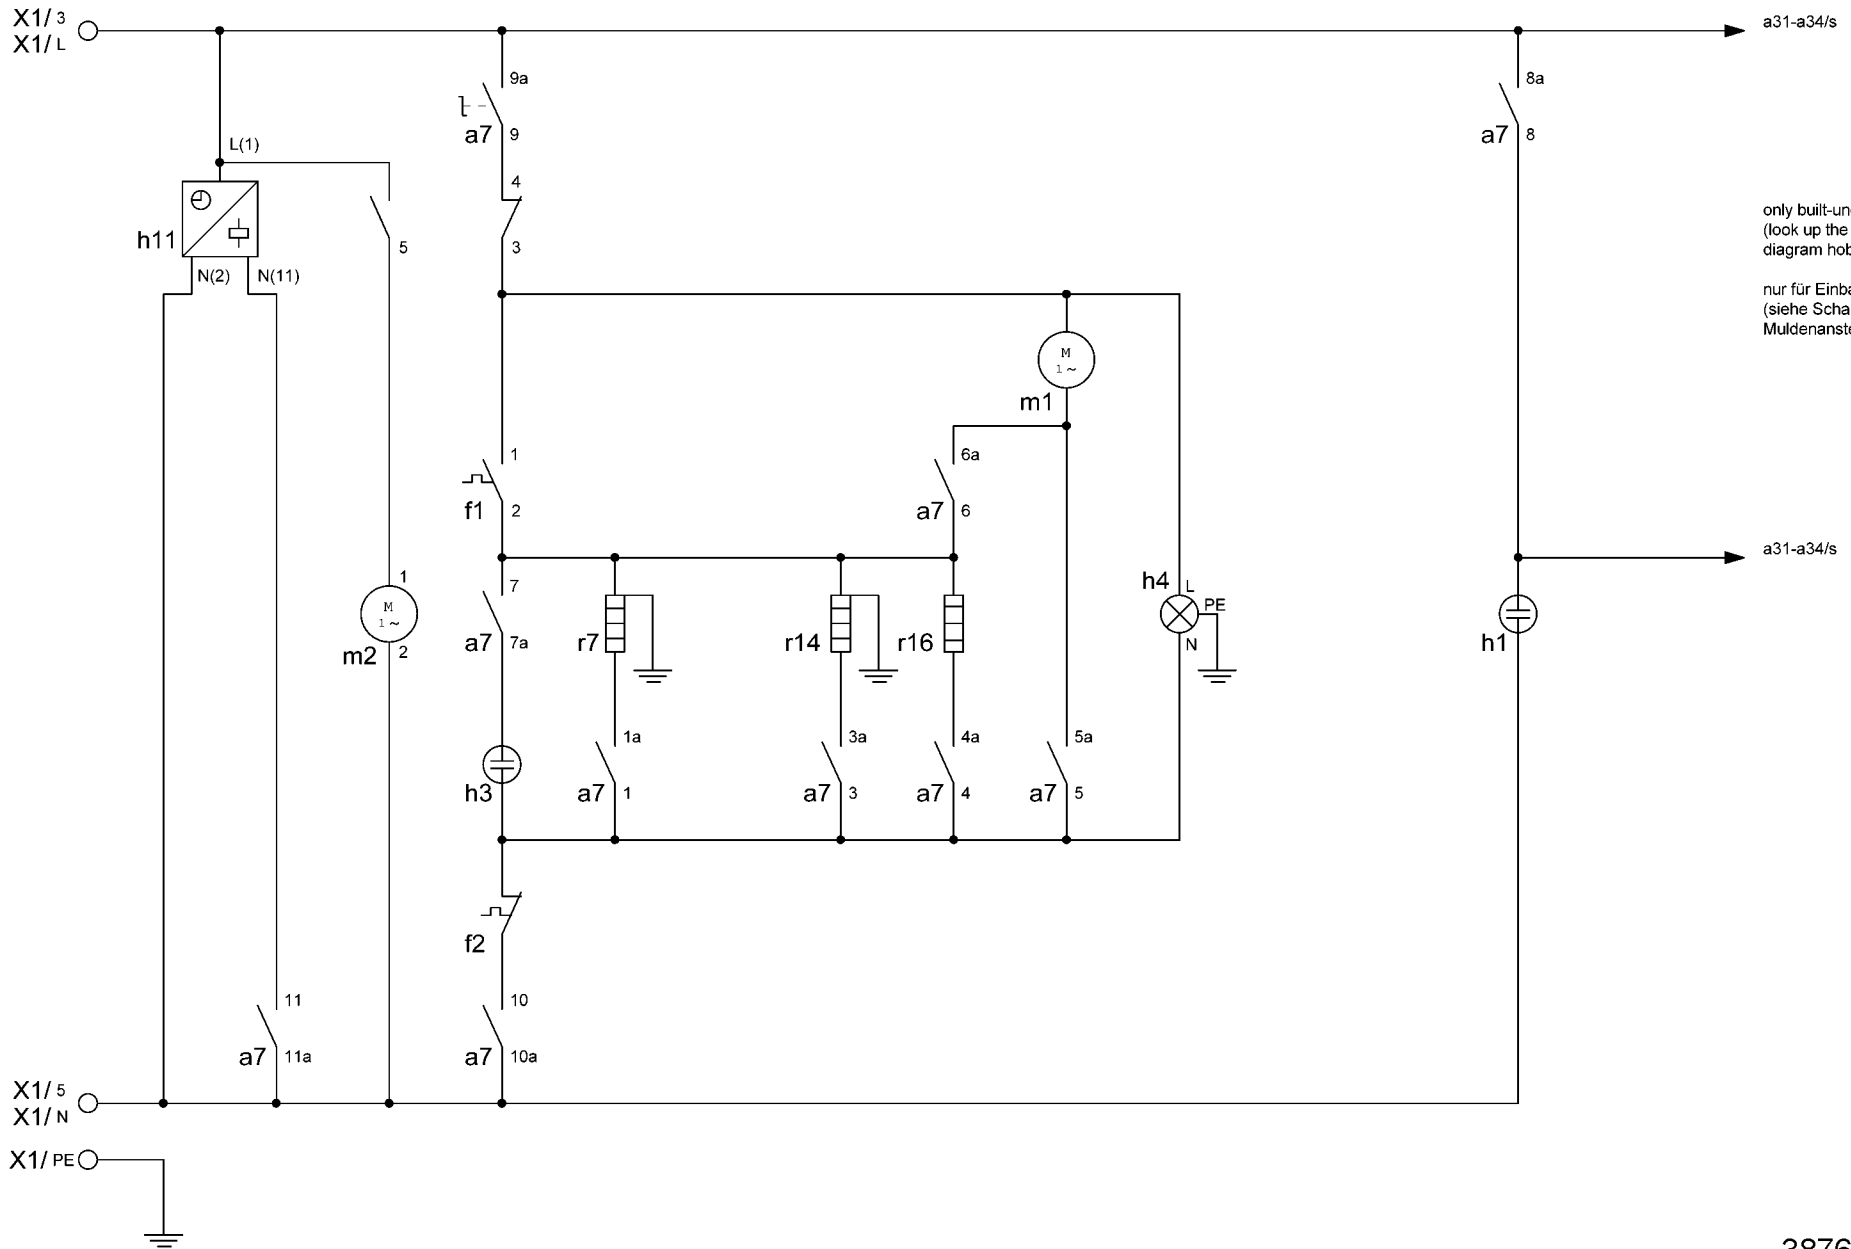 X1/ 3
X1/ L
a31-a34/s
9a
a7 9
8a
a7 8
L(1)
4
3
h11
5
N(2) N(11)
only built-un
(look up the
diagram hob
nur für Einba
(siehe Scha
Muldenanste
M
1~
m1
1
f1 2
6a
a7 6
a31-a34/s
7
a7 7a
r7
r14
r16
h4 L
PE
N
h1
1
M
1~
m2 2
h3
1a
a7 1
3a
a7 3
4a
a7 4
5a
a7 5
f2
11
a7 11a
10
a7 10a
X1/ 5
X1/ N
X1/ PE